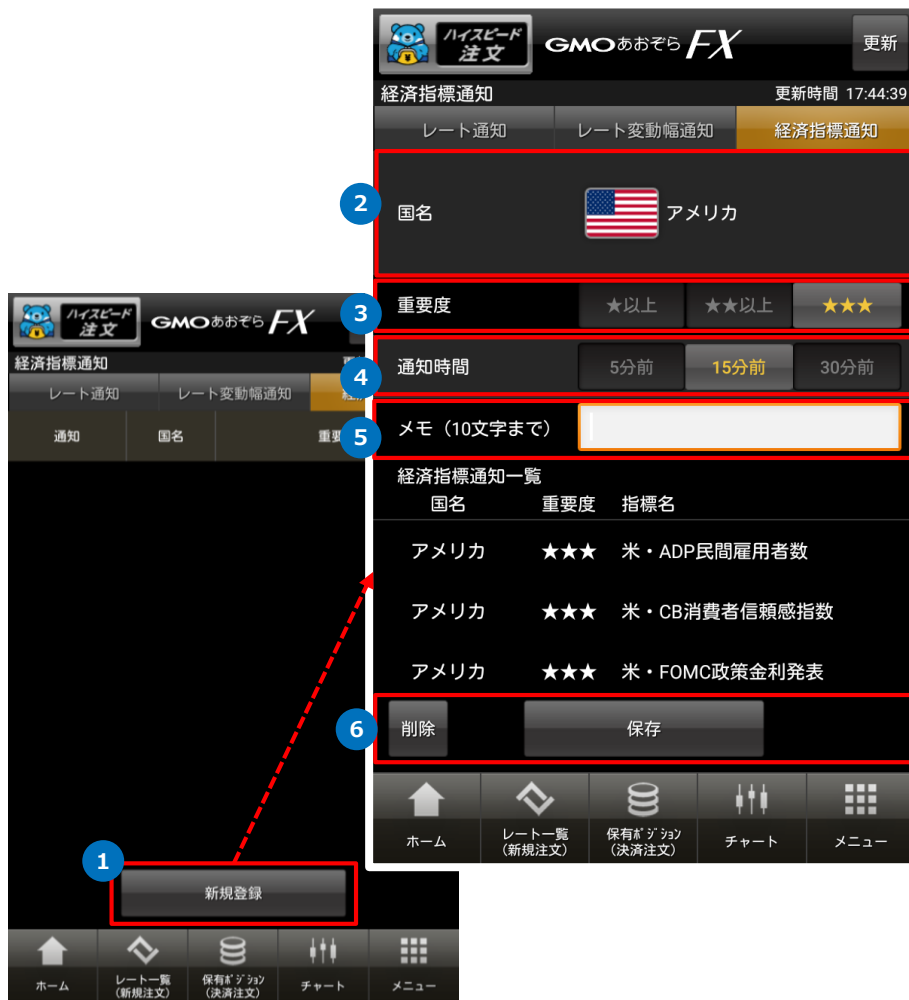 ハイスピード
注文
GMOあおぞら FX
更新
経済指標通知
更新時間 17:44:39
レート通知
レート変動幅通知
経済指標通知
2
国名
アメリカ
3
重要度
★以上
★★以上
★★★
4
通知時間
5分前
15分前
30分前
5
メモ（10文字まで）
経済指標通知一覧
国名
重要度
指標名
アメリカ
★★★
米・ADP民間雇用者数
アメリカ
★★★
米・CB消費者信頼感指数
アメリカ
★★★
米・FOMC政策金利発表
6
削除
保存
ホーム
レート一覧
(新規注文)
保有ポジション
(決済注文)
チャート
メニュー
ハイスピード
注文
GMOあおぞら FX
経済指標通知
レート通知
レート変動幅通知
通知
国名
重要
1
新規登録
ホーム
レート一覧
(新規注文)
保有ポジション
(決済注文)
チャート
メニュー